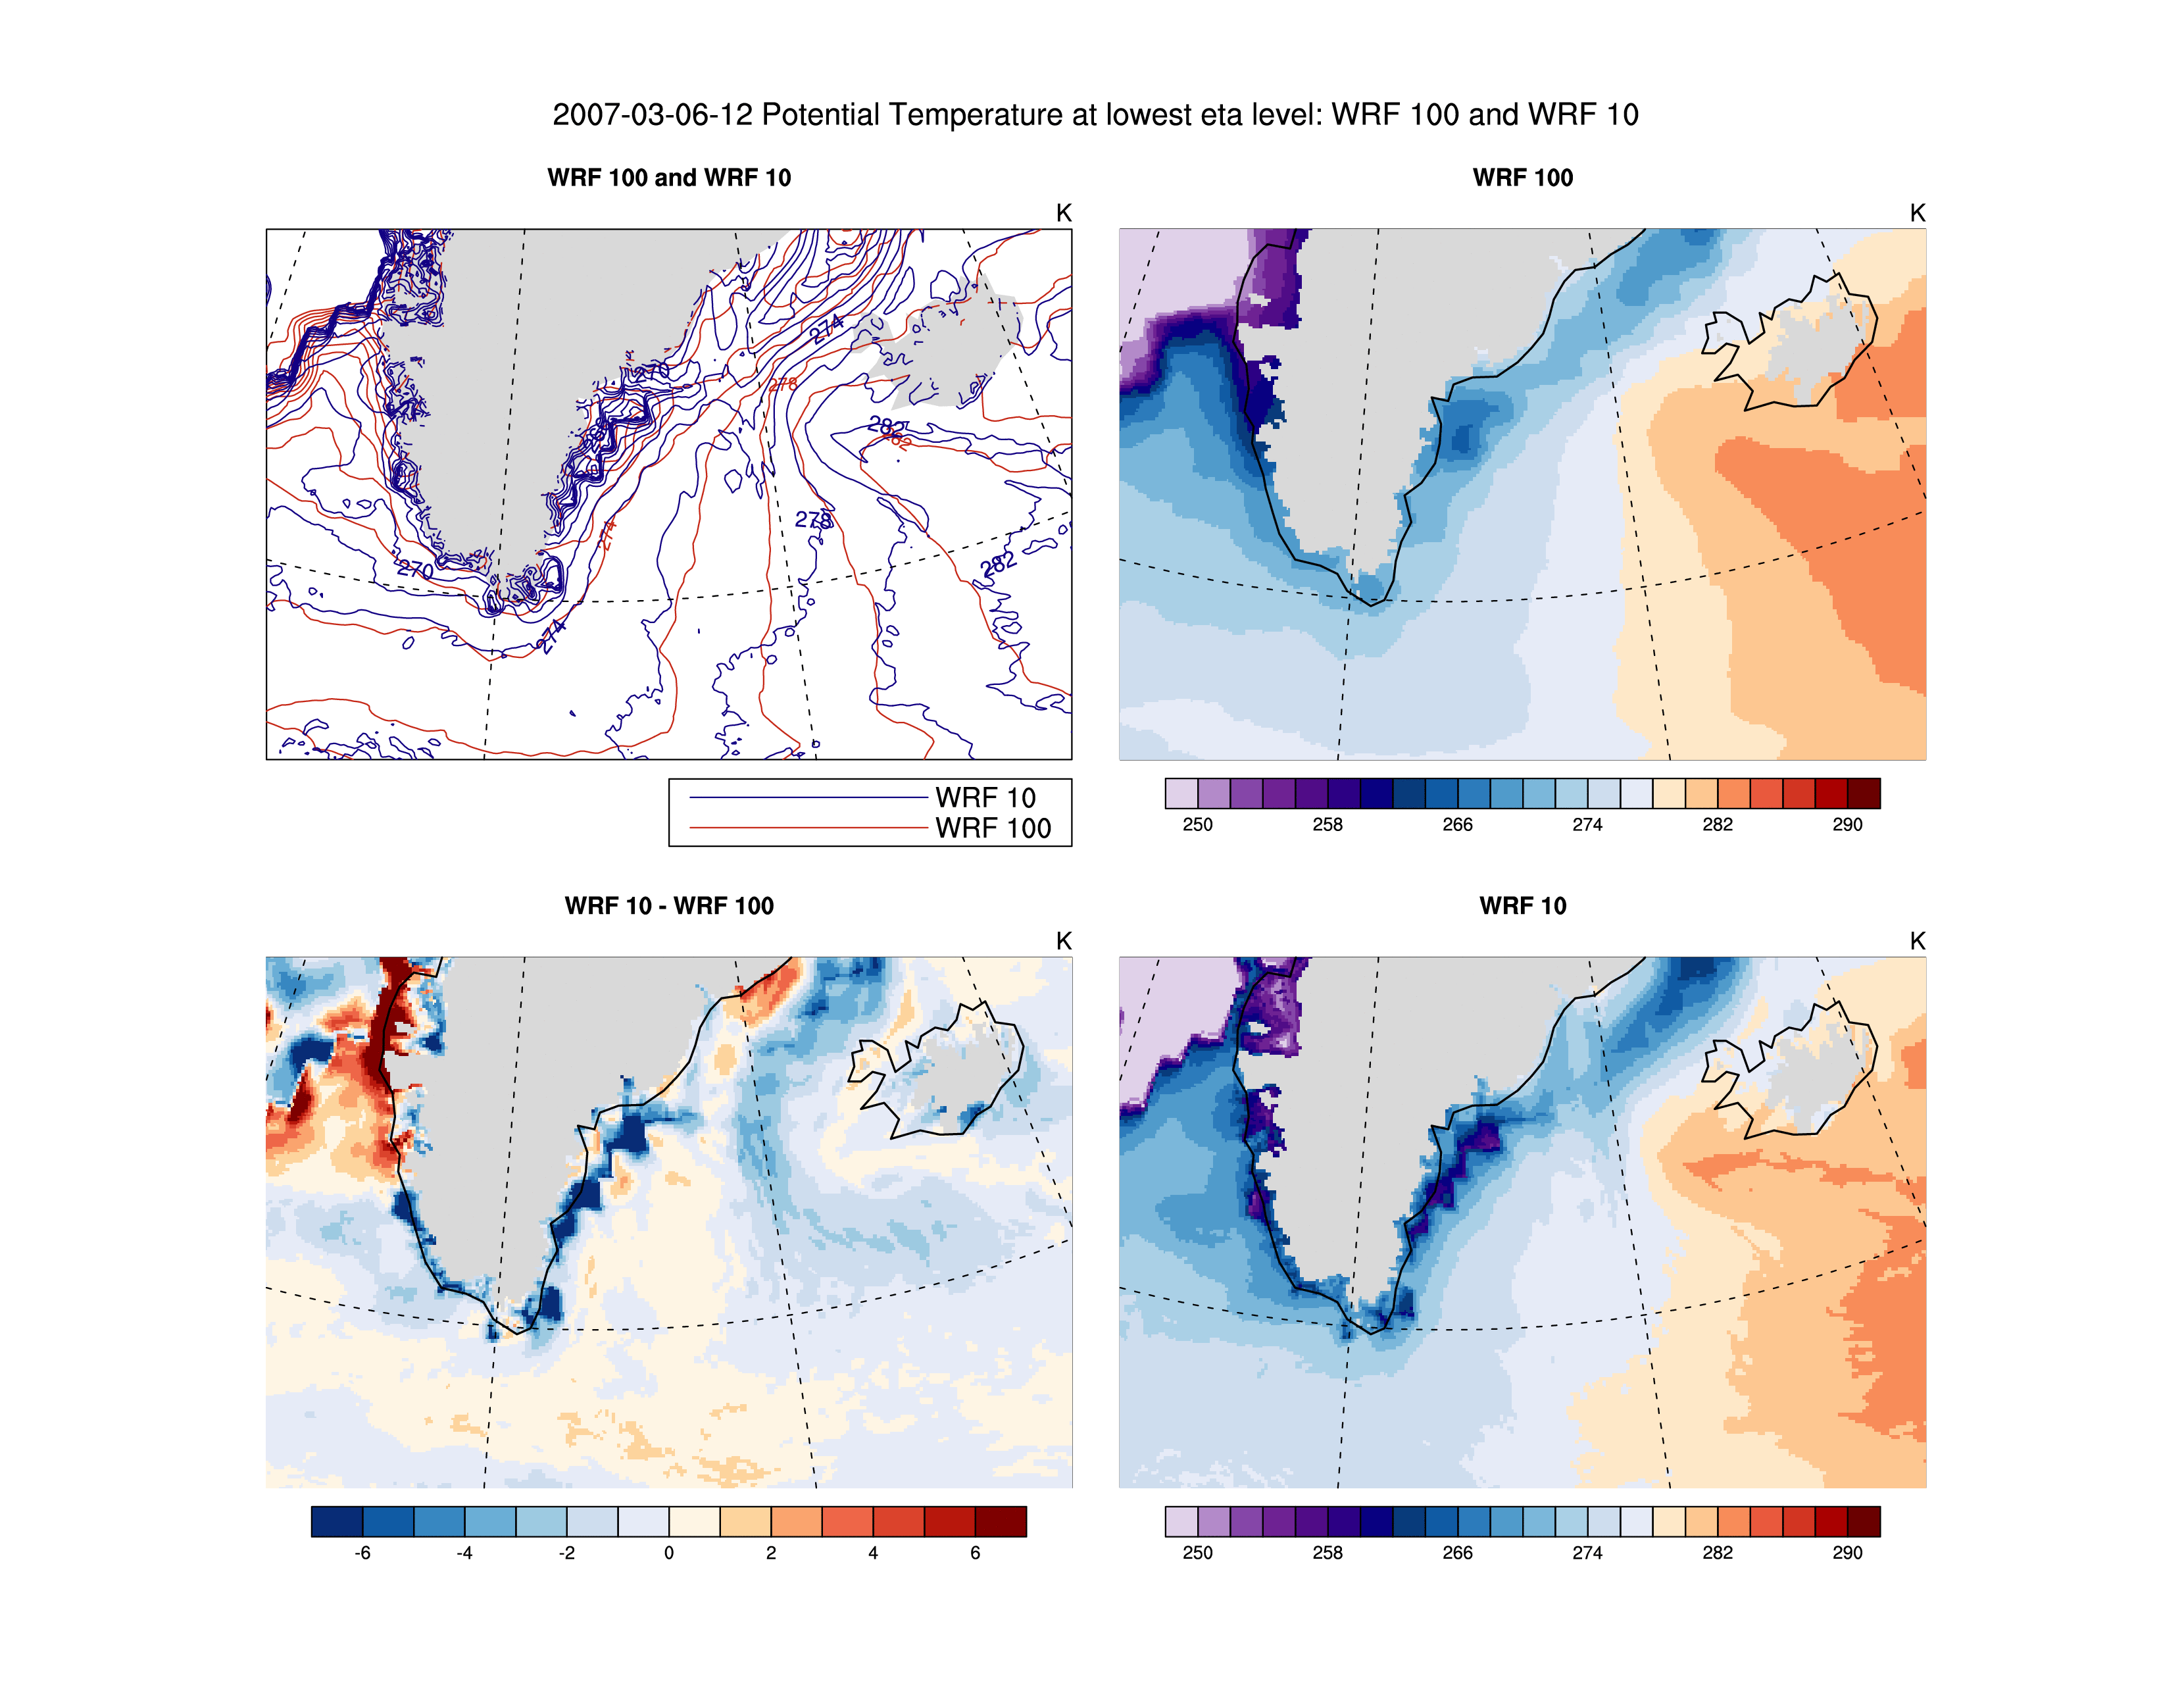 2007-03-06-12 Potential Temperature at lowest eta level: WRF 100 and WRF 10
WRF 100 and WRF 10
K
274
270
278
282
282
274
278
270
282
274
WRF 10
WRF 100
WRF 100
K
250 258 266 274 282 290
WRF 10 - WRF 100
K
-6 -4 -2 0 2 4 6
WRF 10
K
250 258 266 274 282 290